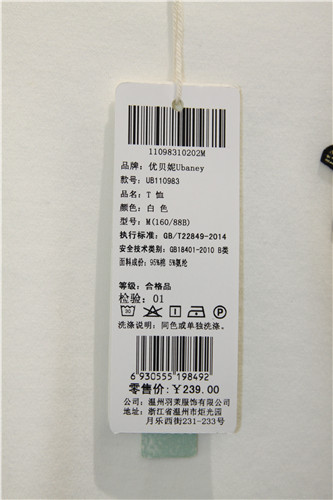 11098310202M
品牌: 优贝妮Ubaney
款号: UB110983
品名: T 恤
颜色: 白 色
型号: M(160/88B)
执行标准: GB/T22849-2014
安全技术类别: GB18401-2010 B类
面料成份: 95%棉 5%氨纶
等级: 合格品
检验: 01
洗涤说明: 同色或单独洗涤。
6 930555 198492
零售价: ￥239.00
公司: 温州羽莱服饰有限公司
地址: 浙江省温州市炬光园
月乐西街231-233号